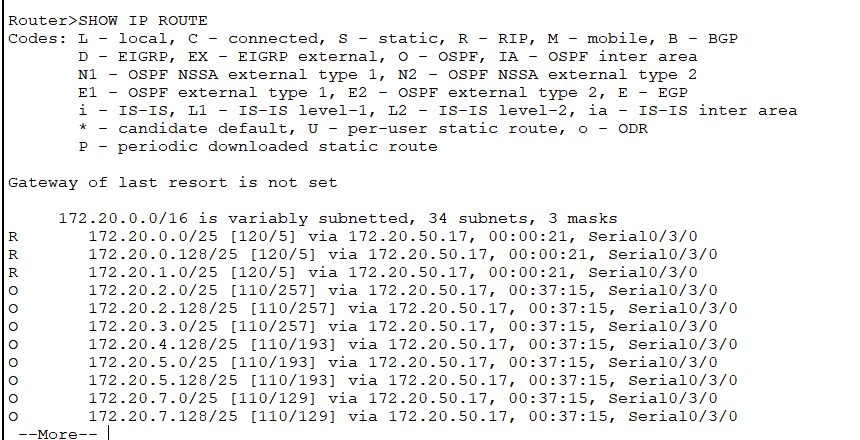 Router>SHOW IP ROUTE
Codes: L - local, C - connected, S - static, R - RIP, M - mobile, B - BGP
       D - EIGRP, EX - EIGRP external, O - OSPF, IA - OSPF inter area
       N1 - OSPF NSSA external type 1, N2 - OSPF NSSA external type 2
       E1 - OSPF external type 1, E2 - OSPF external type 2, E - EGP
       i - IS-IS, L1 - IS-IS level-1, L2 - IS-IS level-2, ia - IS-IS inter area
       * - candidate default, U - per-user static route, o - ODR
       P - periodic downloaded static route

Gateway of last resort is not set

     172.20.0.0/16 is variably subnetted, 34 subnets, 3 masks
R       172.20.0.0/25 [120/5] via 172.20.50.17, 00:00:21, Serial0/3/0
R       172.20.0.128/25 [120/5] via 172.20.50.17, 00:00:21, Serial0/3/0
R       172.20.1.0/25 [120/5] via 172.20.50.17, 00:00:21, Serial0/3/0
O       172.20.2.0/25 [110/257] via 172.20.50.17, 00:37:15, Serial0/3/0
O       172.20.2.128/25 [110/257] via 172.20.50.17, 00:37:15, Serial0/3/0
O       172.20.3.0/25 [110/257] via 172.20.50.17, 00:37:15, Serial0/3/0
O       172.20.4.128/25 [110/193] via 172.20.50.17, 00:37:15, Serial0/3/0
O       172.20.5.0/25 [110/193] via 172.20.50.17, 00:37:15, Serial0/3/0
O       172.20.5.128/25 [110/193] via 172.20.50.17, 00:37:15, Serial0/3/0
O       172.20.7.0/25 [110/129] via 172.20.50.17, 00:37:15, Serial0/3/0
O       172.20.7.128/25 [110/129] via 172.20.50.17, 00:37:15, Serial0/3/0
 --More--